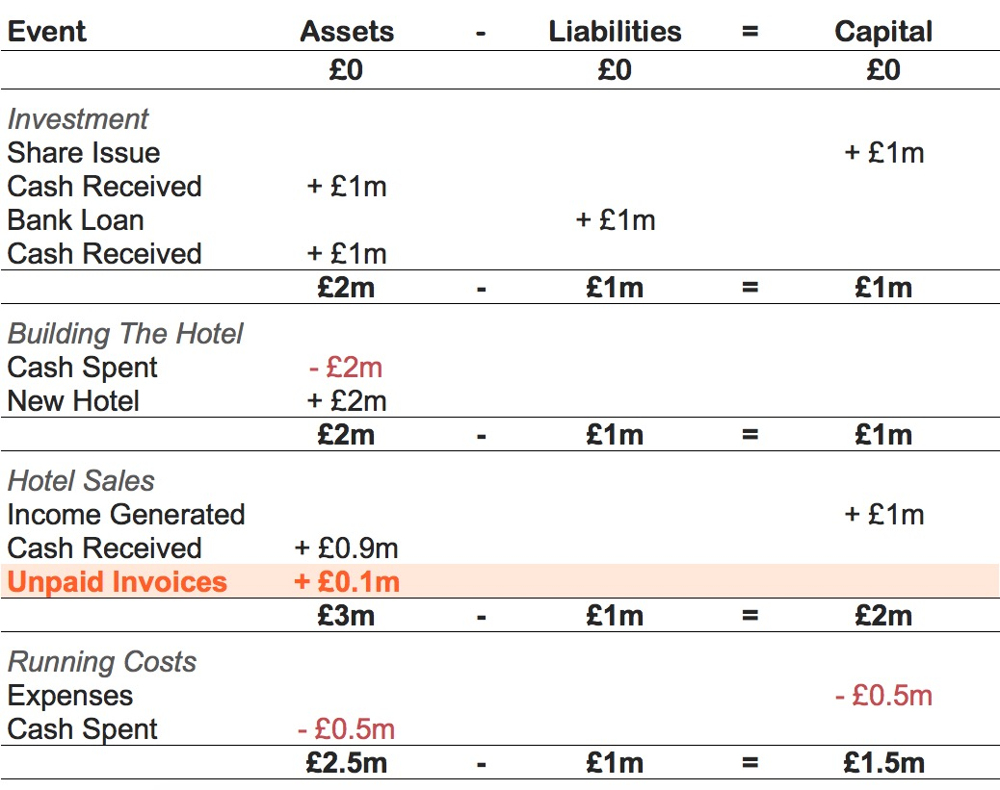 Event Assets - Liabilities = Capital
£0 £0 £0
Investment
Share Issue + £1m
Cash Received + £1m
Bank Loan + £1m
Cash Received + £1m
£2m - £1m = £1m
Building The Hotel
Cash Spent - £2m
New Hotel + £2m
£2m - £1m = £1m
Hotel Sales
Income Generated + £1m
Cash Received + £0.9m
Unpaid Invoices + £0.1m
£3m - £1m = £2m
Running Costs
Expenses - £0.5m
Cash Spent - £0.5m
£2.5m - £1m = £1.5m